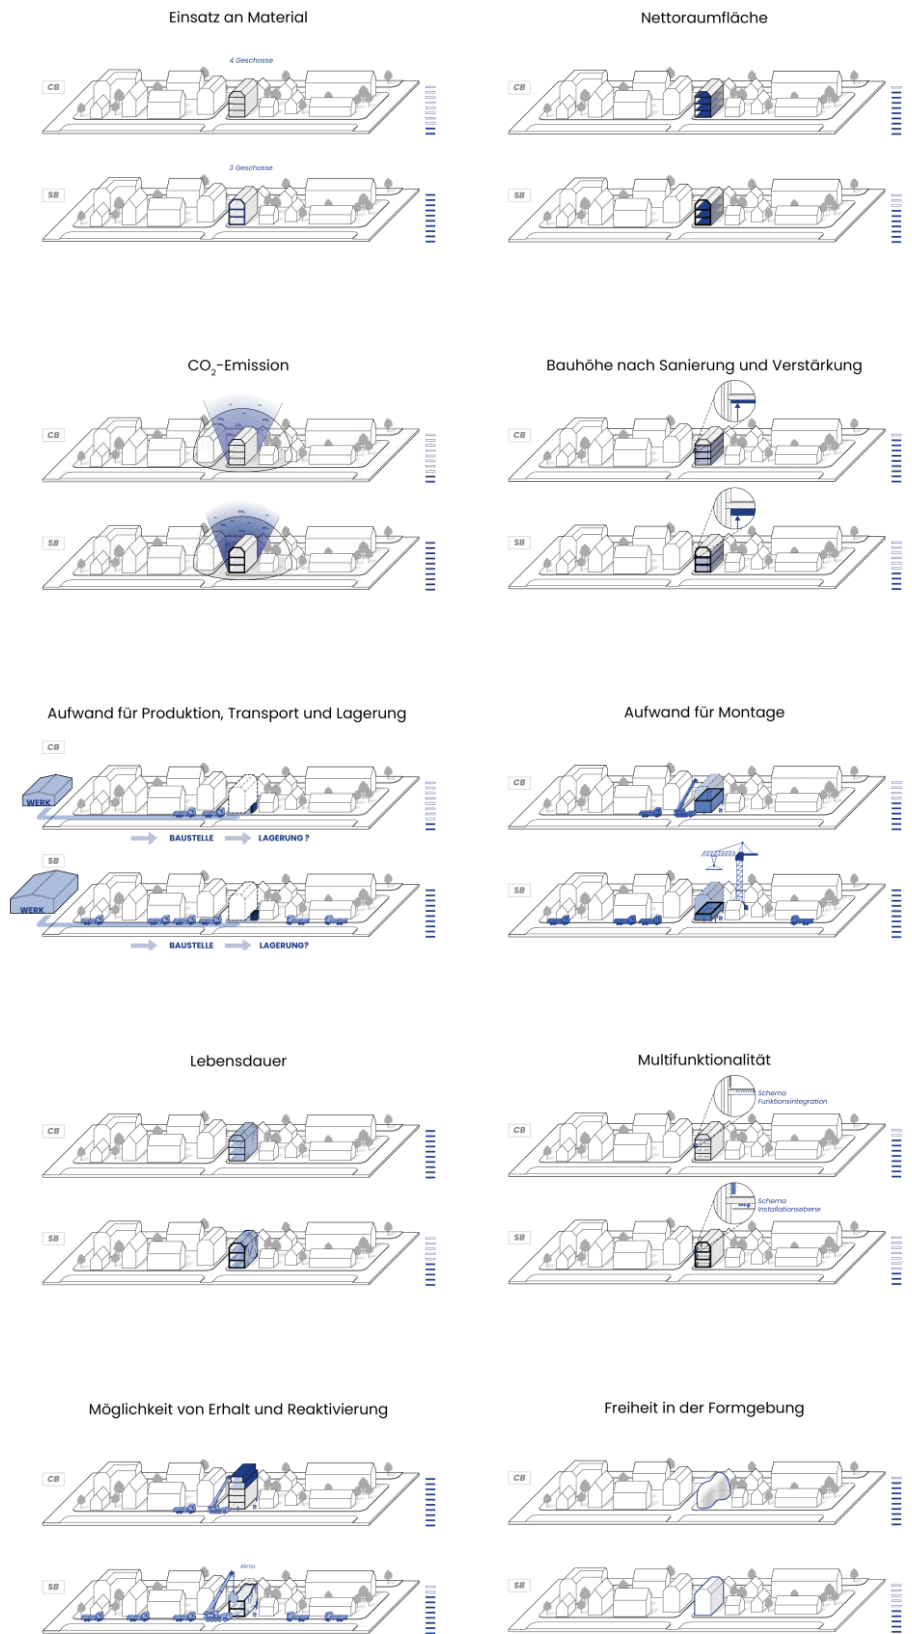 Einsatz an Material
Nettoraumfläche
4 Geschosse
CB
CB
3 Geschosse
SB
SB
CO2-Emission
Bauhöhe nach Sanierung und Verstärkung
CB
CB
SB
SB
Aufwand für Produktion, Transport und Lagerung
Aufwand für Montage
CB
CB
WERK
BAUSTELLE
LAGERUNG ?
SB
SB
WERK
BAUSTELLE
LAGERUNG?
Lebensdauer
Multifunktionalität
Schema
Funktionsintegration
CB
CB
Schema
Installationsebene
SB
SB
Möglichkeit von Erhalt und Reaktivierung
Freiheit in der Formgebung
CB
CB
Abriss
SB
SB